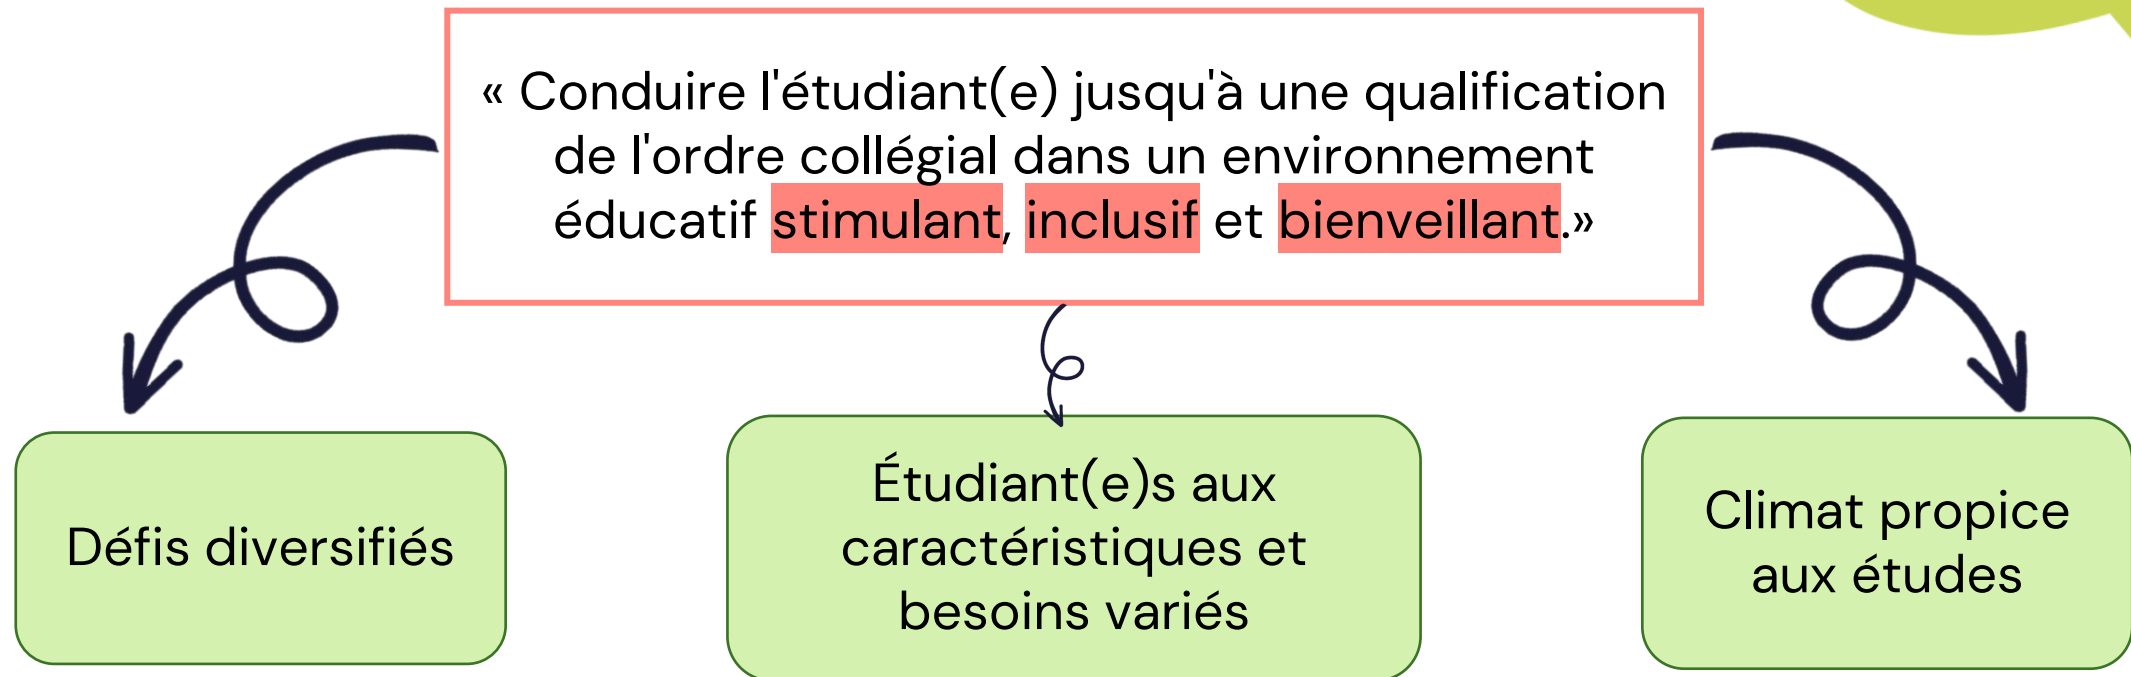 « Conduire l'étudiant(e) jusqu'à une qualification
de l'ordre collégial dans un environnement
éducatif stimulant, inclusif et bienveillant.»
Défis diversifiés
Étudiant(e)s aux
caractéristiques et
besoins variés
Climat propice
aux études